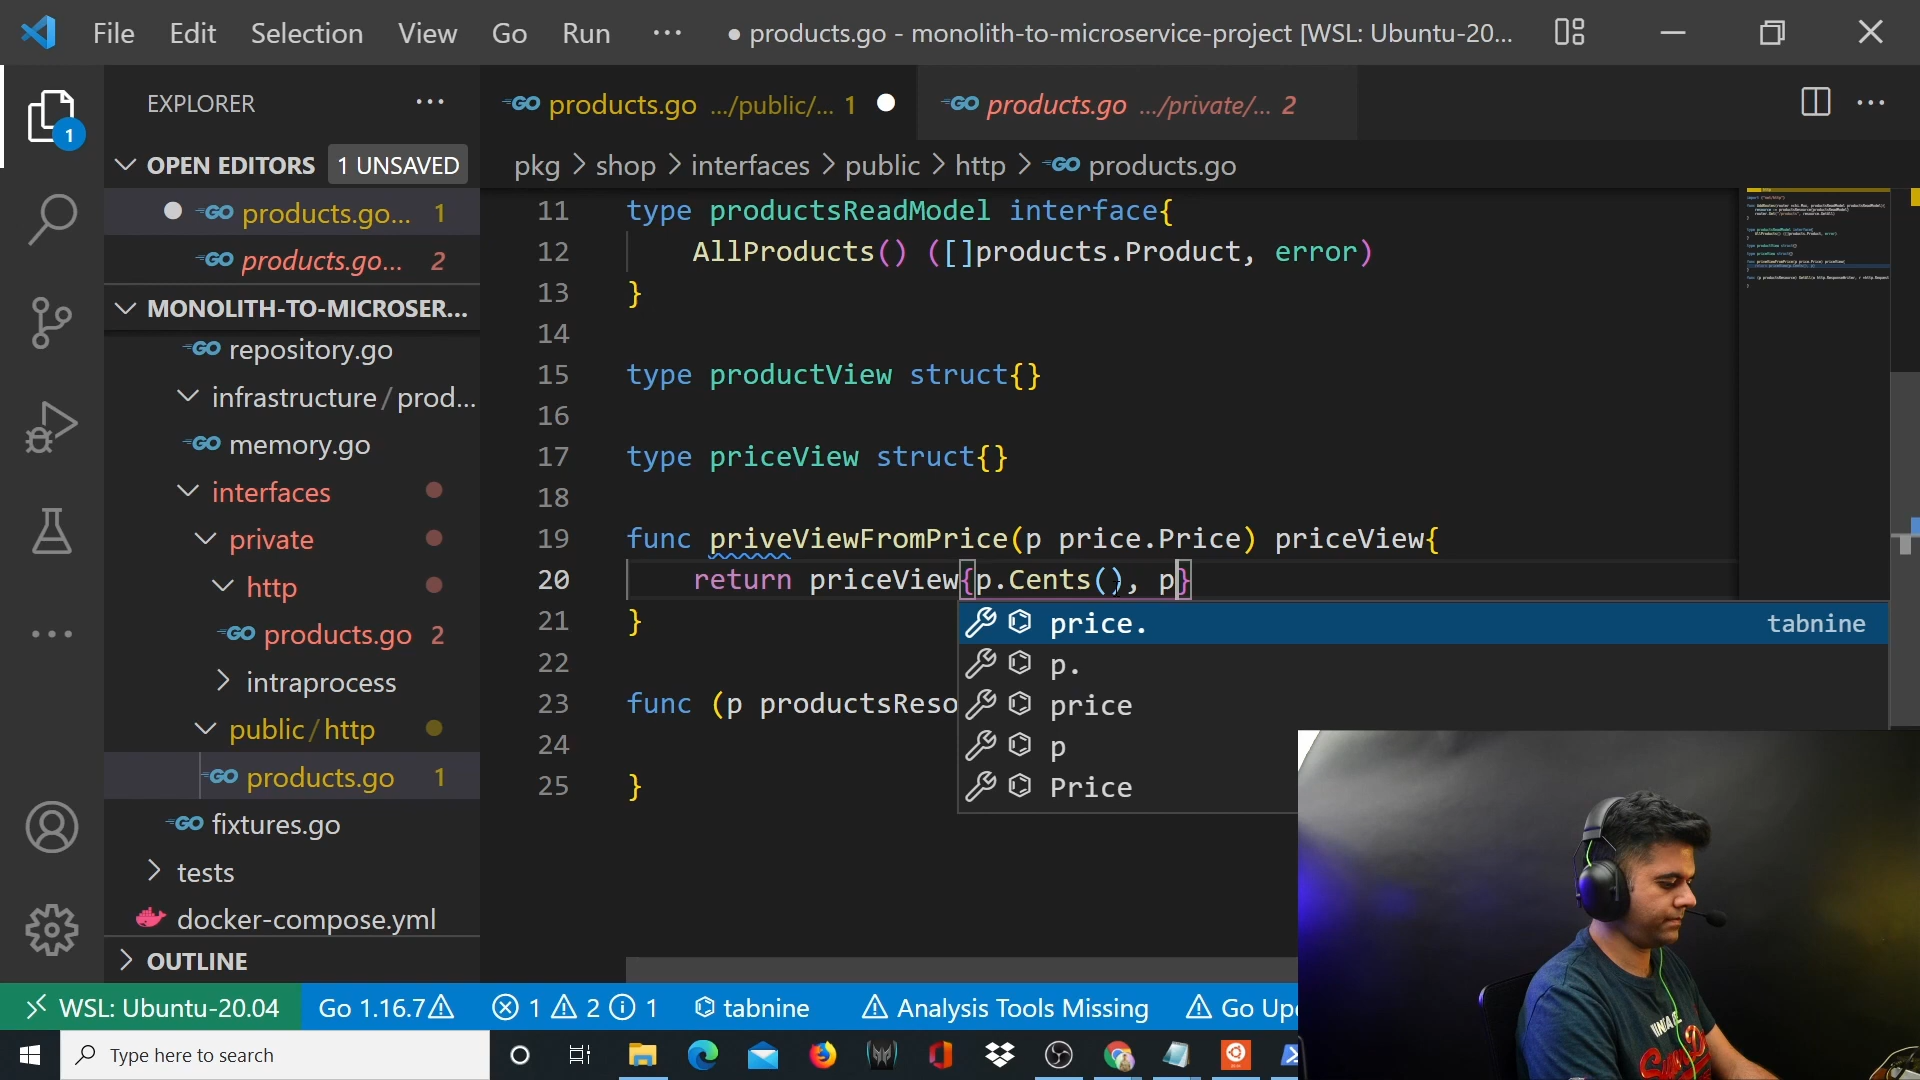 File Edit Selection View Go Run ··· ● products.go - monolith-to-microservice-project [WSL: Ubuntu-20...
EXPLORER ···
OPEN EDITORS 1 UNSAVED
products.go... 1
products.go... 2
MONOLITH-TO-MICROSER...
repository.go
infrastructure / prod...
memory.go
interfaces
private
http
products.go 2
intraprocess
public / http
products.go 1
fixtures.go
tests
docker-compose.yml
OUTLINE
1
GO products.go .../public/... 1 ●
GO products.go .../private/... 2
pkg > shop > interfaces > public > http > GO products.go
11 type productsReadModel interface{
12 AllProducts() ([]products.Product, error)
13 }
14
15 type productView struct{}
16
17 type priceView struct{}
18
19 func priveViewFromPrice(p price.Price) priceView{
20 return priceView{p.Cents(), p}
21 }
22
23 func (p productsReso
24
25 }
price. tabnine
p.
price
p
Price
WSL: Ubuntu-20.04 Go 1.16.7 1 2 1 tabnine Analysis Tools Missing Go Up
Type here to search